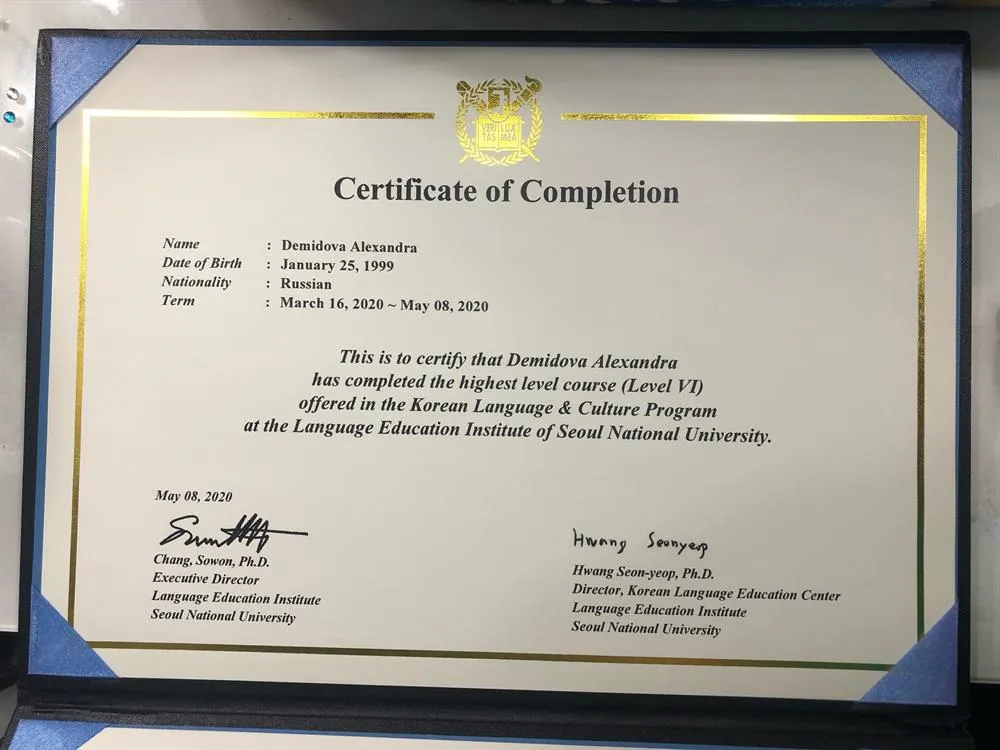 VERI LUX
TAS MEA
Certificate of Completion
Name : Demidova Alexandra
Date of Birth : January 25, 1999
Nationality : Russian
Term : March 16, 2020 ~ May 08, 2020
This is to certify that Demidova Alexandra
has completed the highest level course (Level VI)
offered in the Korean Language & Culture Program
at the Language Education Institute of Seoul National University.
May 08, 2020
Chang, Sowon, Ph.D.
Executive Director
Language Education Institute
Seoul National University
Hwang Seonyeop
Hwang Seon-yeop, Ph.D.
Director, Korean Language Education Center
Language Education Institute
Seoul National University